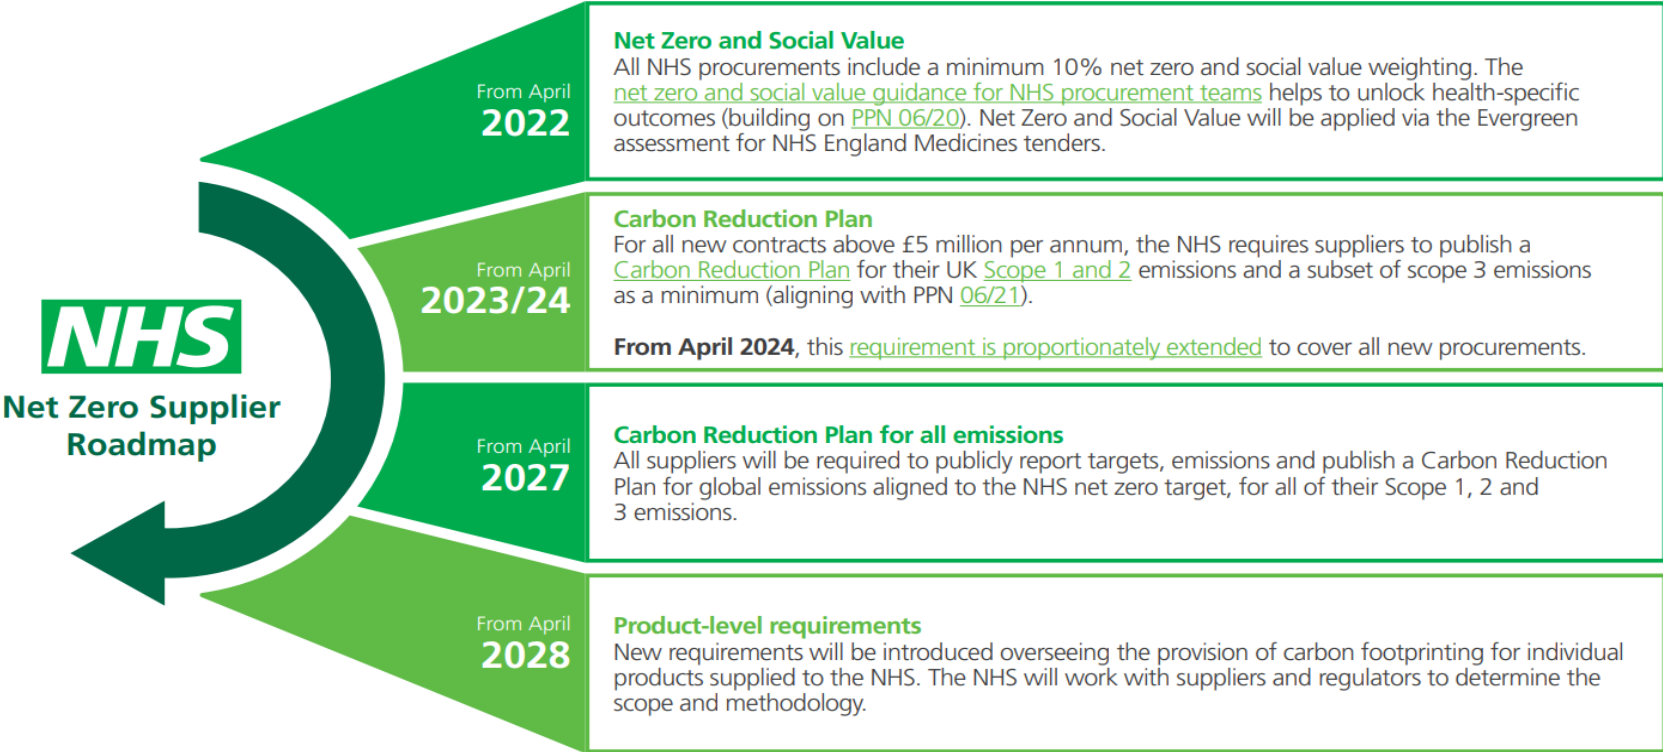 NHS
Net Zero Supplier
Roadmap
From April
2022
Net Zero and Social Value
All NHS procurements include a minimum 10% net zero and social value weighting. The
net zero and social value guidance for NHS procurement teams helps to unlock health-specific
outcomes (building on PPN 06/20). Net Zero and Social Value will be applied via the Evergreen
assessment for NHS England Medicines tenders.
From April
2023/24
Carbon Reduction Plan
For all new contracts above £5 million per annum, the NHS requires suppliers to publish a
Carbon Reduction Plan for their UK Scope 1 and 2 emissions and a subset of scope 3 emissions
as a minimum (aligning with PPN 06/21).
From April 2024, this requirement is proportionately extended to cover all new procurements.
From April
2027
Carbon Reduction Plan for all emissions
All suppliers will be required to publicly report targets, emissions and publish a Carbon Reduction
Plan for global emissions aligned to the NHS net zero target, for all of their Scope 1, 2 and
3 emissions.
From April
2028
Product-level requirements
New requirements will be introduced overseeing the provision of carbon footprinting for individual
products supplied to the NHS. The NHS will work with suppliers and regulators to determine the
scope and methodology.